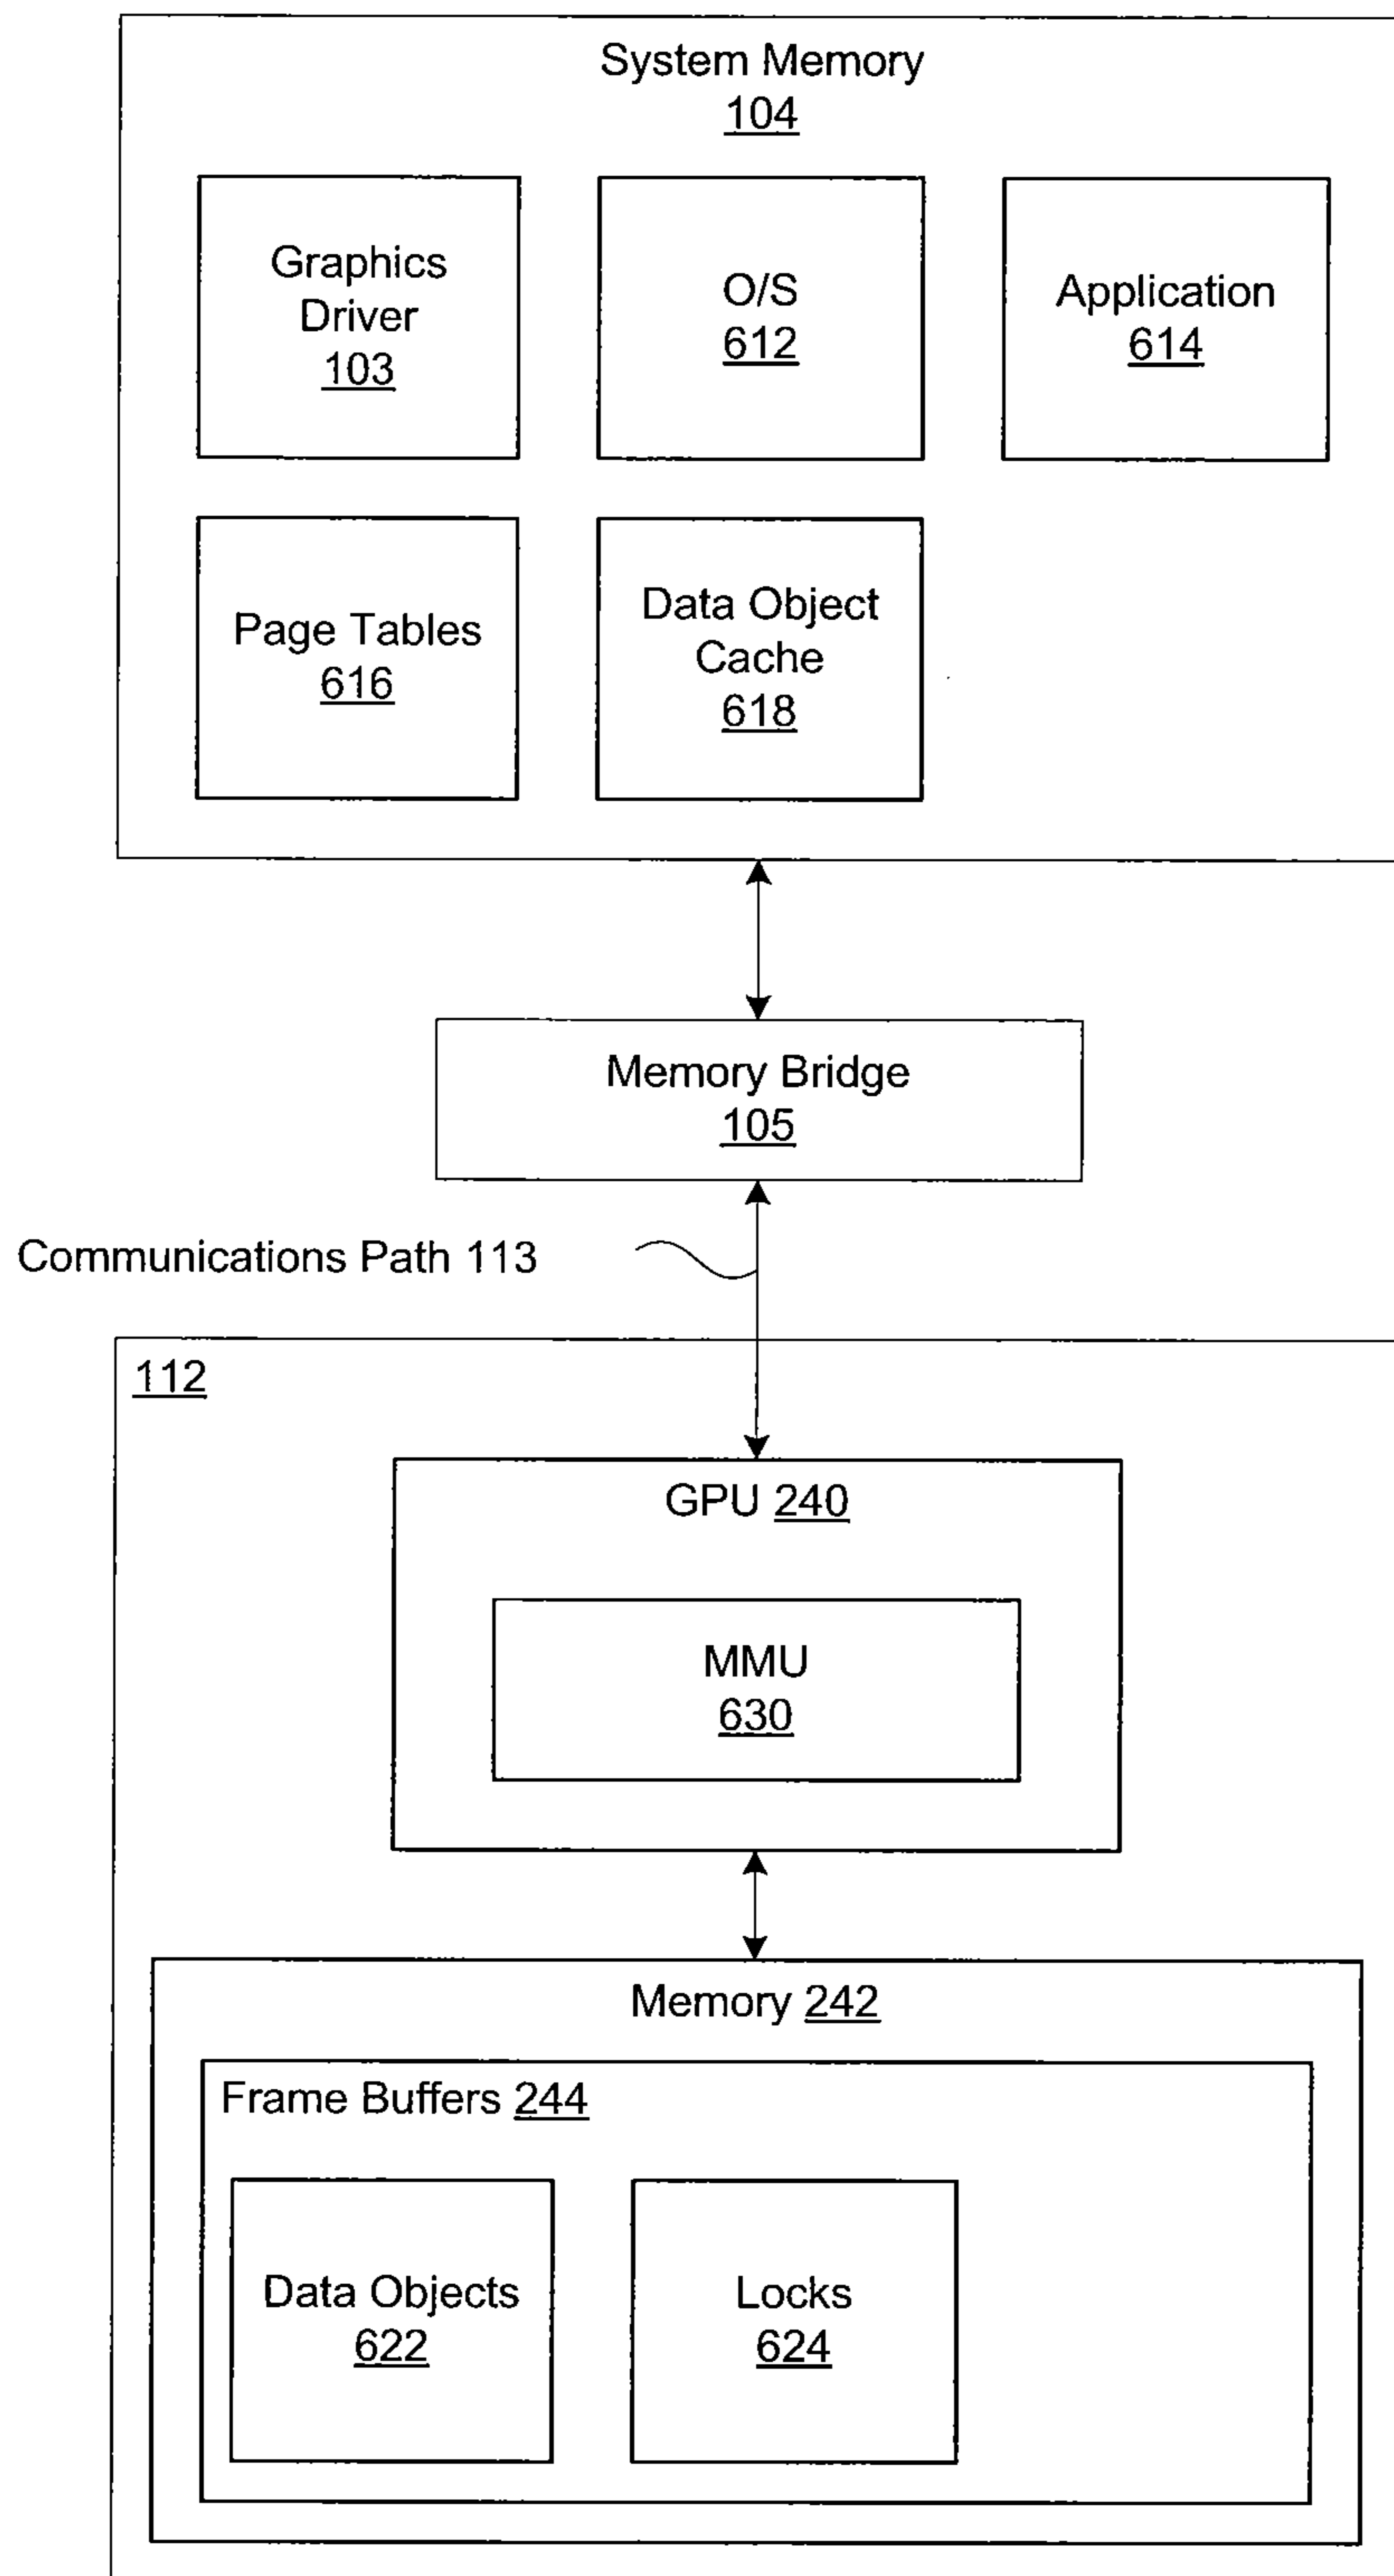 System Memory
104
Graphics
Driver
103
O/S
612
Application
614
Page Tables
616
Data Object
Cache
618
Memory Bridge
105
Communications Path 113
112
GPU 240
MMU
630
Memory 242
Frame Buffers 244
Data Objects
622
Locks
624